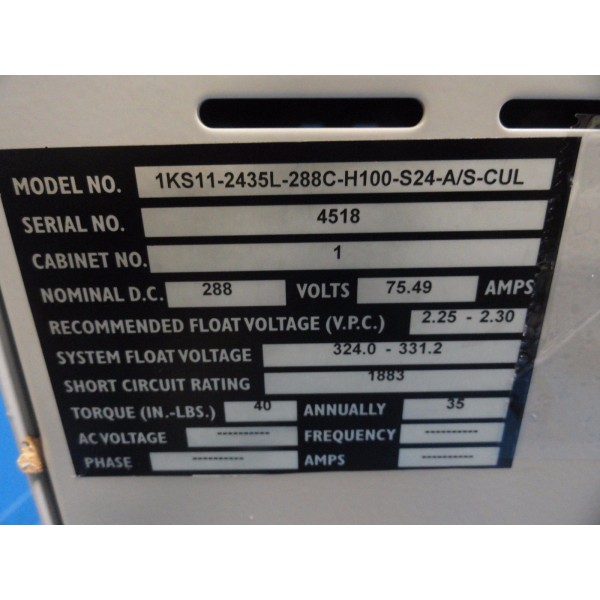 MODEL NO. 1KS11-2435L-288C-H100-S24-A/S-CUL
SERIAL NO. 4518
CABINET NO. 1
NOMINAL D.C. 288 VOLTS 75.49 AMPS
RECOMMENDED FLOAT VOLTAGE (V.P.C.) 2.25 - 2.30
SYSTEM FLOAT VOLTAGE 324.0 - 331.2
SHORT CIRCUIT RATING 1883
TORQUE (IN.-LBS.) 40 ANNUALLY 35
AC VOLTAGE ---------- FREQUENCY ----------
PHASE ---------- AMPS ----------